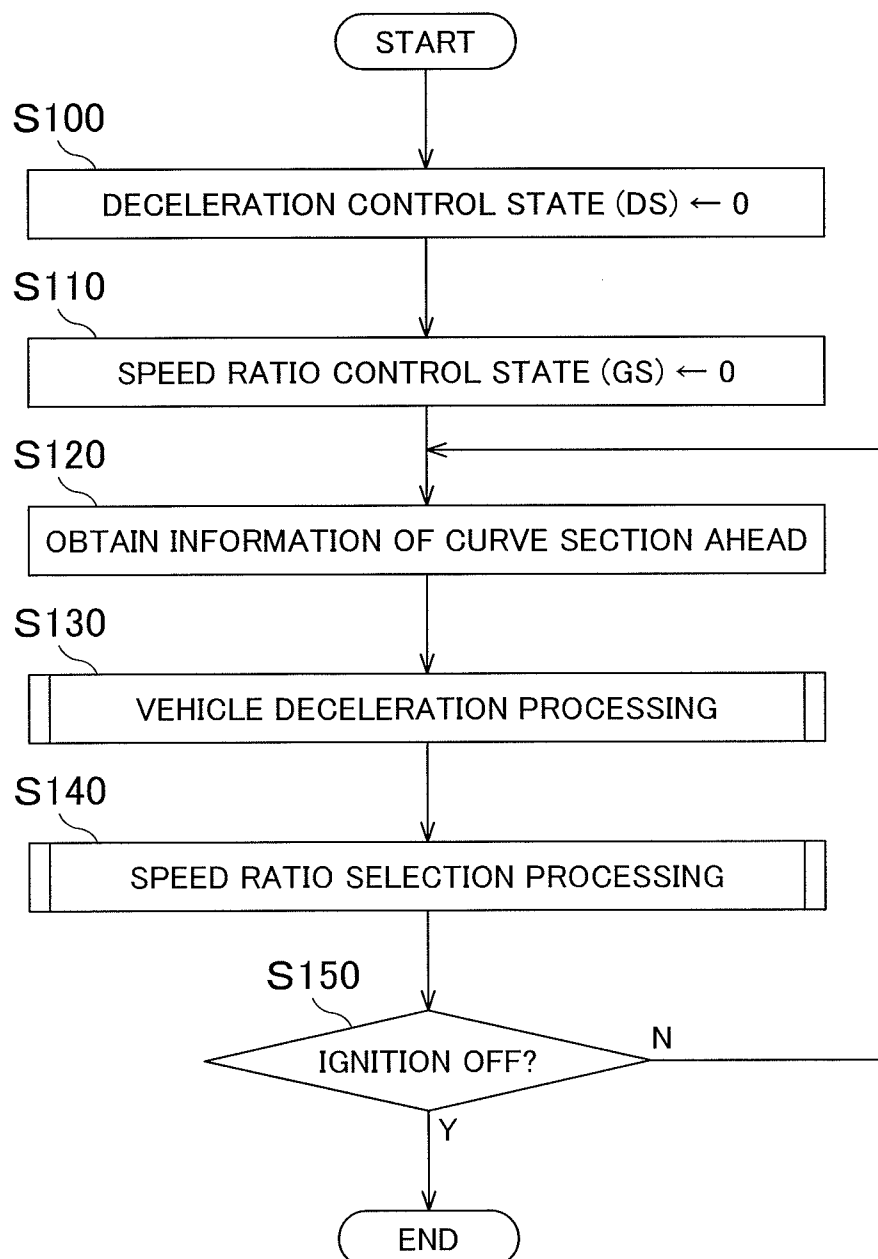 START
S100
DECELERATION CONTROL STATE (DS) ← 0
S110
SPEED RATIO CONTROL STATE (GS) ← 0
S120
OBTAIN INFORMATION OF CURVE SECTION AHEAD
S130
VEHICLE DECELERATION PROCESSING
S140
SPEED RATIO SELECTION PROCESSING
S150
IGNITION OFF?
N
Y
END